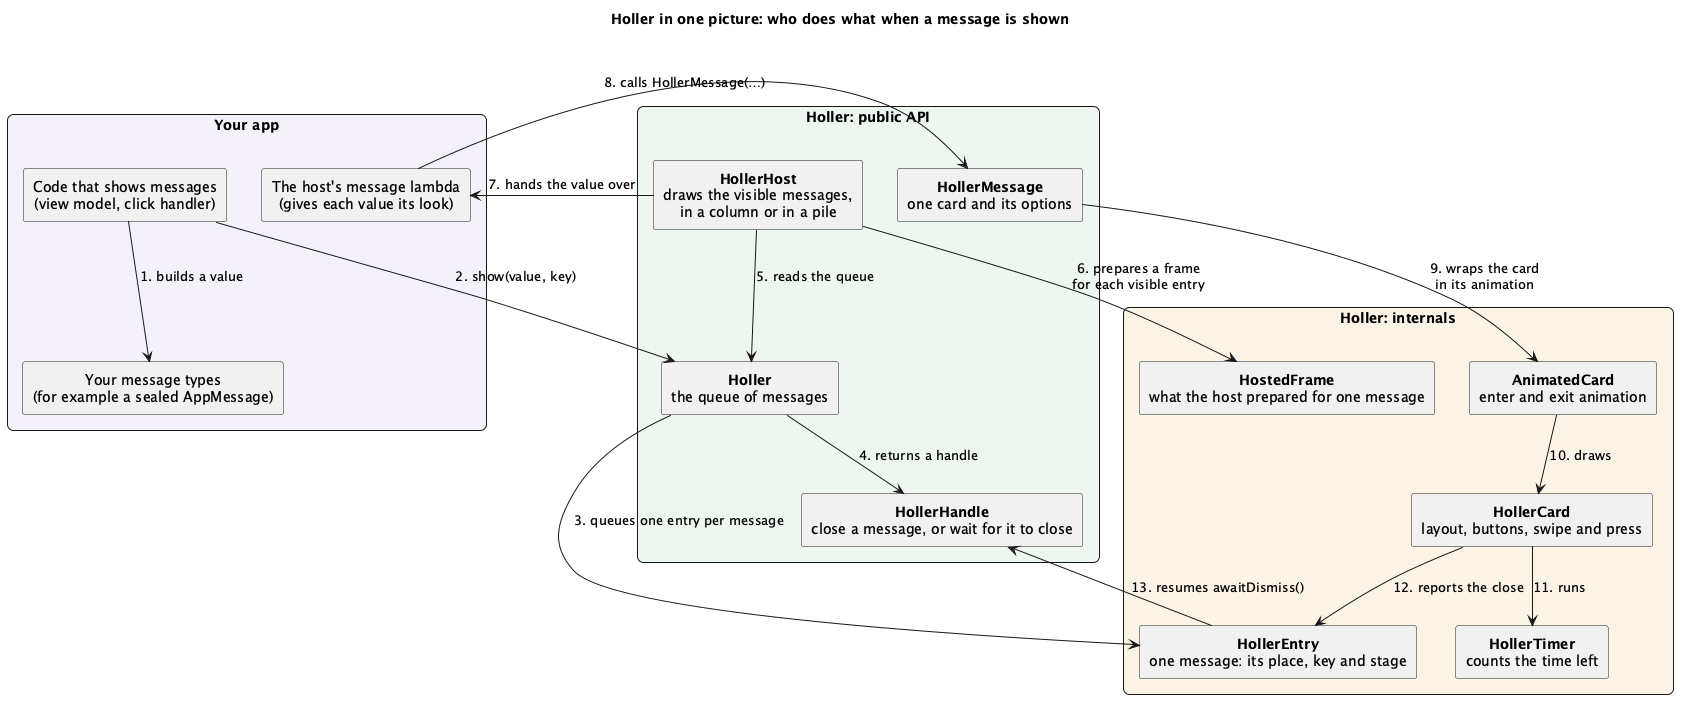 Holler in one picture: who does what when a message is shown
8. calls HollerMessage(...)
Your app
Holler: public API
Code that shows messages
(view model, click handler)
The host's message lambda
(gives each value its look)
7. hands the value over
HollerHost
draws the visible messages,
in a column or in a pile
HollerMessage
one card and its options
1. builds a value
2. show(value, key)
5. reads the queue
6. prepares a frame
for each visible entry
9. wraps the card
in its animation
Holler: internals
Your message types
(for example a sealed AppMessage)
Holler
the queue of messages
HostedFrame
what the host prepared for one message
AnimatedCard
enter and exit animation
4. returns a handle
10. draws
3. queues one entry per message
HollerHandle
close a message, or wait for it to close
HollerCard
layout, buttons, swipe and press
13. resumes awaitDismiss()
12. reports the close
11. runs
HollerEntry
one message: its place, key and stage
HollerTimer
counts the time left